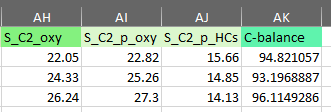 AH AI AJ AK
S_C2_oxy S_C2_p_oxy S_C2_p_HCs C-balance
22.05 22.82 15.66 94.821057
24.33 25.26 14.85 93.1968887
26.24 27.3 14.13 96.1149286